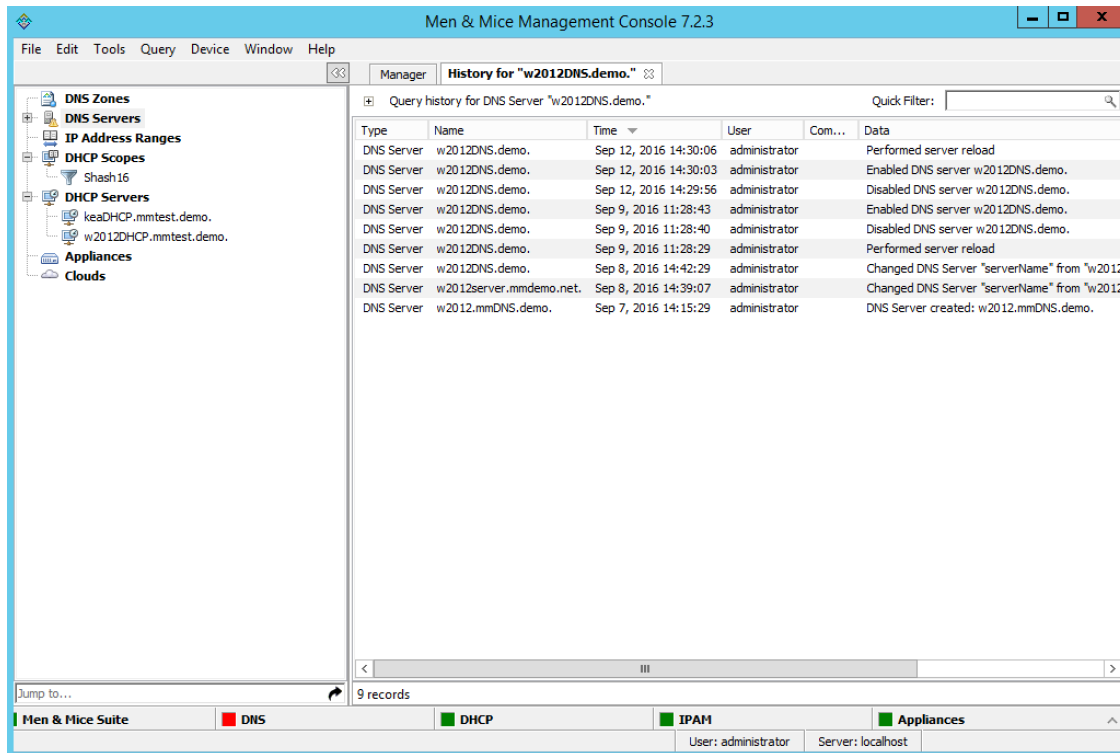 Men & Mice Management Console 7.2.3
File Edit Tools Query Device Window Help
Manager History for "w2012DNS.demo."
DNS Zones
DNS Servers
IP Address Ranges
DHCP Scopes
Shash16
DHCP Servers
keaDHCP.mmtest.demo.
w2012DHCP.mmtest.demo.
Appliances
Clouds
Query history for DNS Server "w2012DNS.demo." Quick Filter:
Type Name Time User Com... Data
DNS Server w2012DNS.demo. Sep 12, 2016 14:30:06 administrator Performed server reload
DNS Server w2012DNS.demo. Sep 12, 2016 14:30:03 administrator Enabled DNS server w2012DNS.demo.
DNS Server w2012DNS.demo. Sep 12, 2016 14:29:56 administrator Disabled DNS server w2012DNS.demo.
DNS Server w2012DNS.demo. Sep 9, 2016 11:28:43 administrator Enabled DNS server w2012DNS.demo.
DNS Server w2012DNS.demo. Sep 9, 2016 11:28:40 administrator Disabled DNS server w2012DNS.demo.
DNS Server w2012DNS.demo. Sep 9, 2016 11:28:29 administrator Performed server reload
DNS Server w2012DNS.demo. Sep 8, 2016 14:42:29 administrator Changed DNS Server "serverName" from "w2012
DNS Server w2012server.mmdemo.net. Sep 8, 2016 14:39:07 administrator Changed DNS Server "serverName" from "w2012
DNS Server w2012.mmDNS.demo. Sep 7, 2016 14:15:29 administrator DNS Server created: w2012.mmDNS.demo.
Jump to... 9 records
Men & Mice Suite DNS DHCP IPAM Appliances
User: administrator Server: localhost